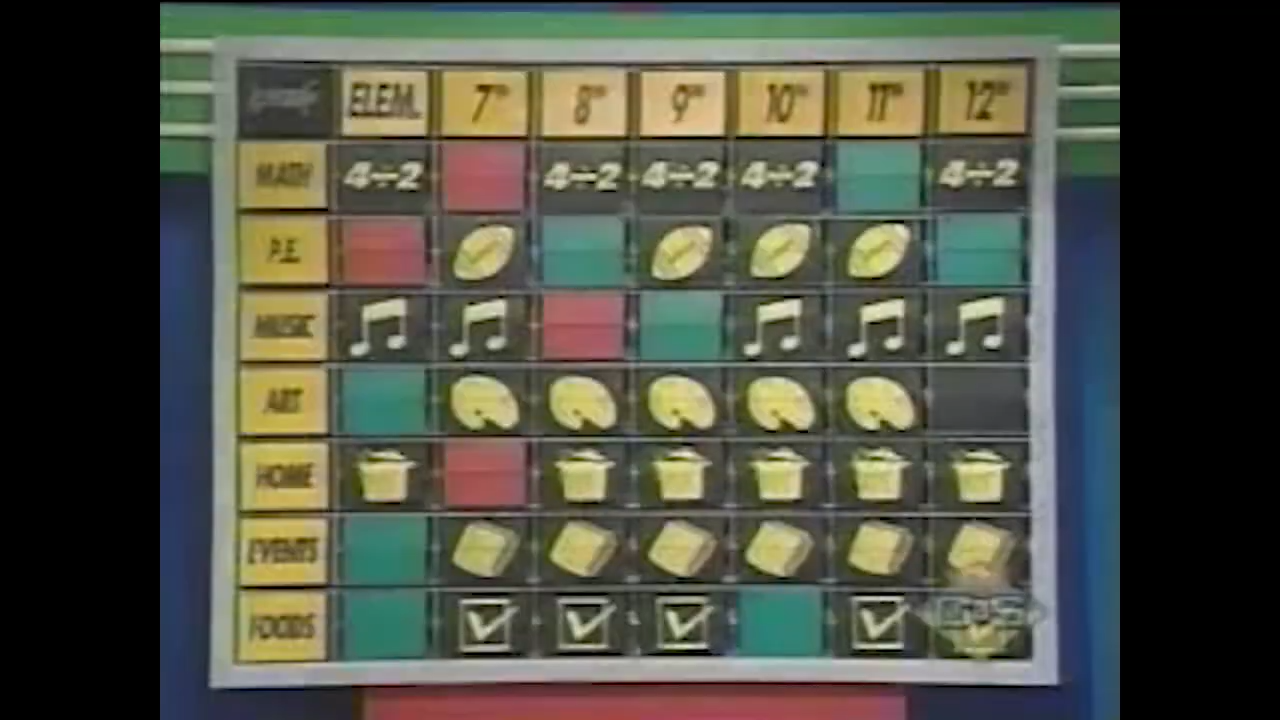 ELEM. 7th 8th 9th 10th 11th 12th
MATH 4÷2 4÷2 4÷2 4÷2 4÷2
P.E.
MUSIC
ART
HOME
EVENTS
FOODS
GAS